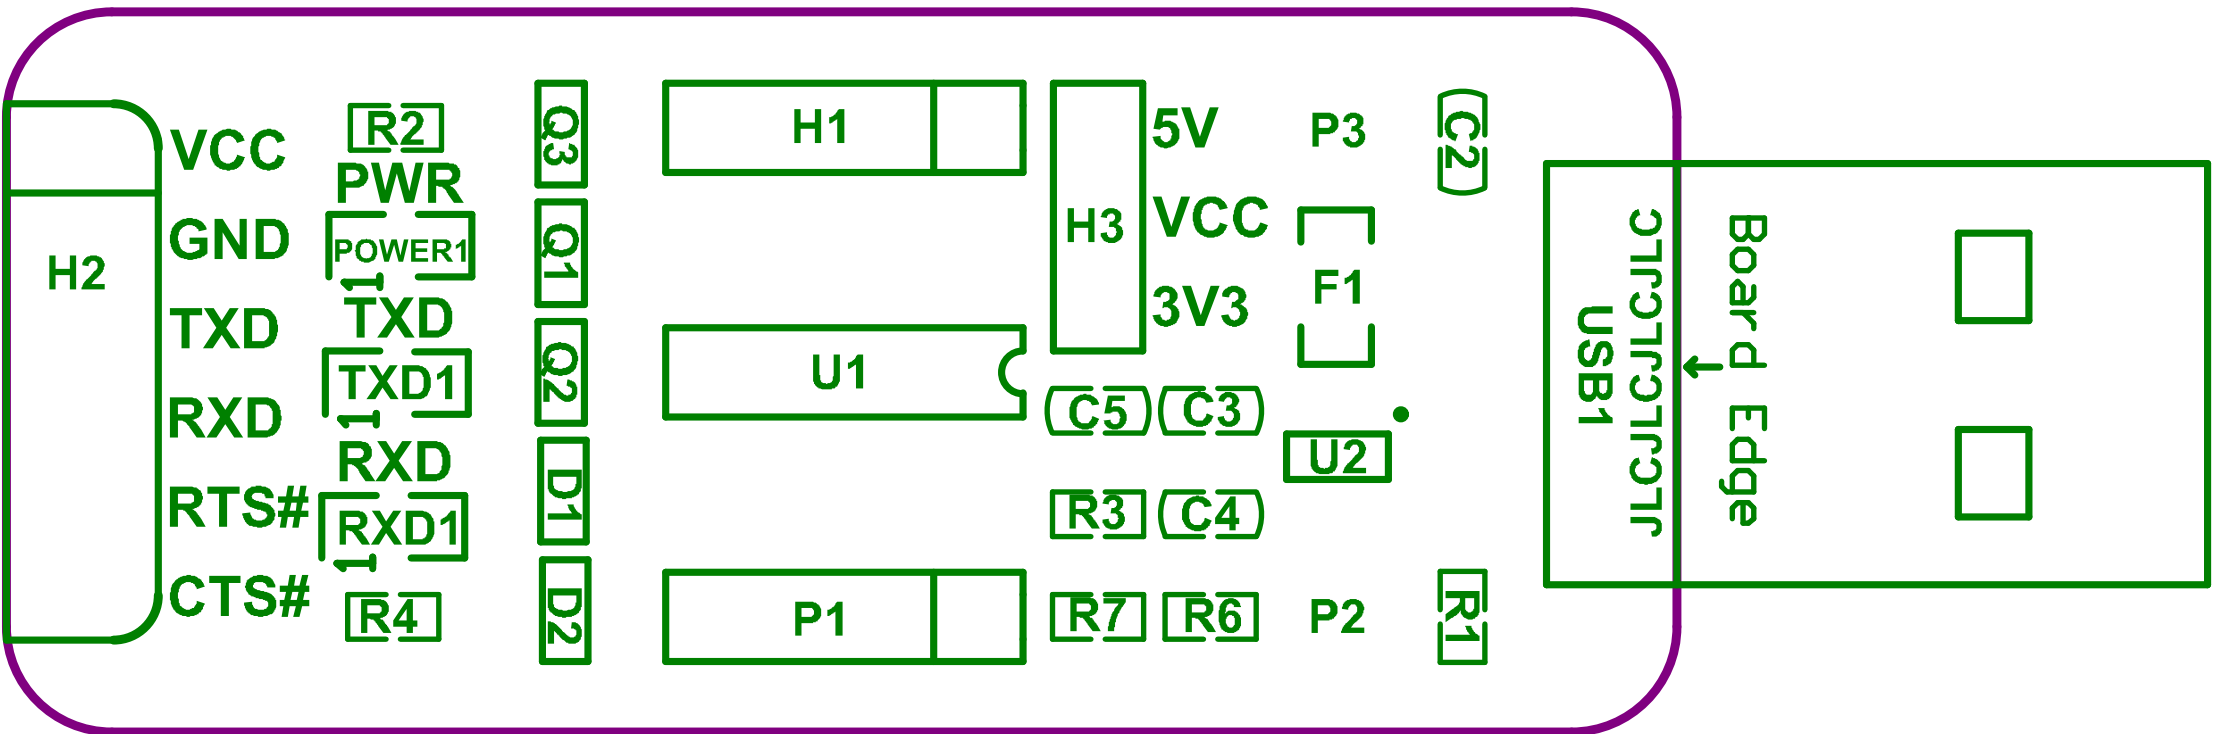 H2
VCC
GND
TXD
RXD
RTS#
CTS#
R2
PWR
POWER1
1
TXD
TXD1
1
RXD
RXD1
1
R4
Q3
Q1
Q2
D1
D2
H1
U1
P1
H3
5V
VCC
3V3
C5
C3
R3
C4
R7
R6
P3
F1
U2
P2
C2
R1
USB1
CTLJCJLCJLCJLCJLJ
Board Edge